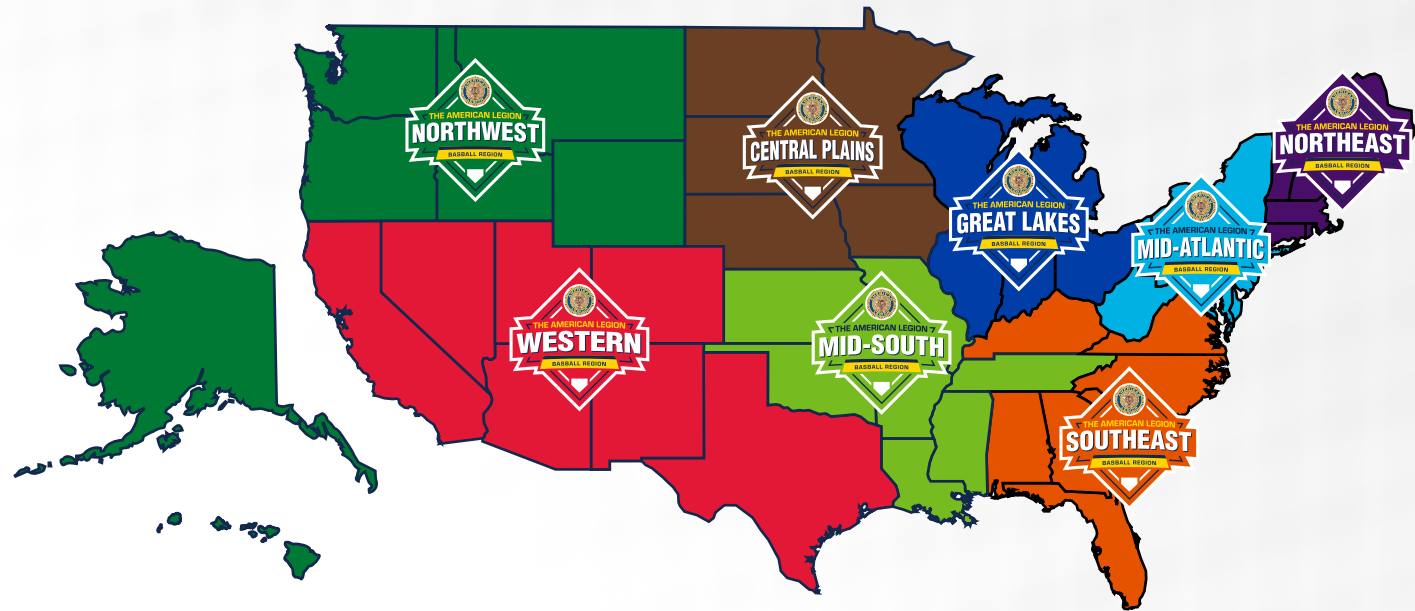 THE AMERICAN LEGION
NORTHWEST
BASBALL REGION
THE AMERICAN LEGION
CENTRAL PLAINS
BASBALL REGION
THE AMERICAN LEGION
NORTHEAST
BASBALL REGION
THE AMERICAN LEGION
GREAT LAKES
BASBALL REGION
THE AMERICAN LEGION
MID-ATLANTIC
BASBALL REGION
THE AMERICAN LEGION
WESTERN
BASBALL REGION
THE AMERICAN LEGION
MID-SOUTH
BASBALL REGION
THE AMERICAN LEGION
SOUTHEAST
BASBALL REGION